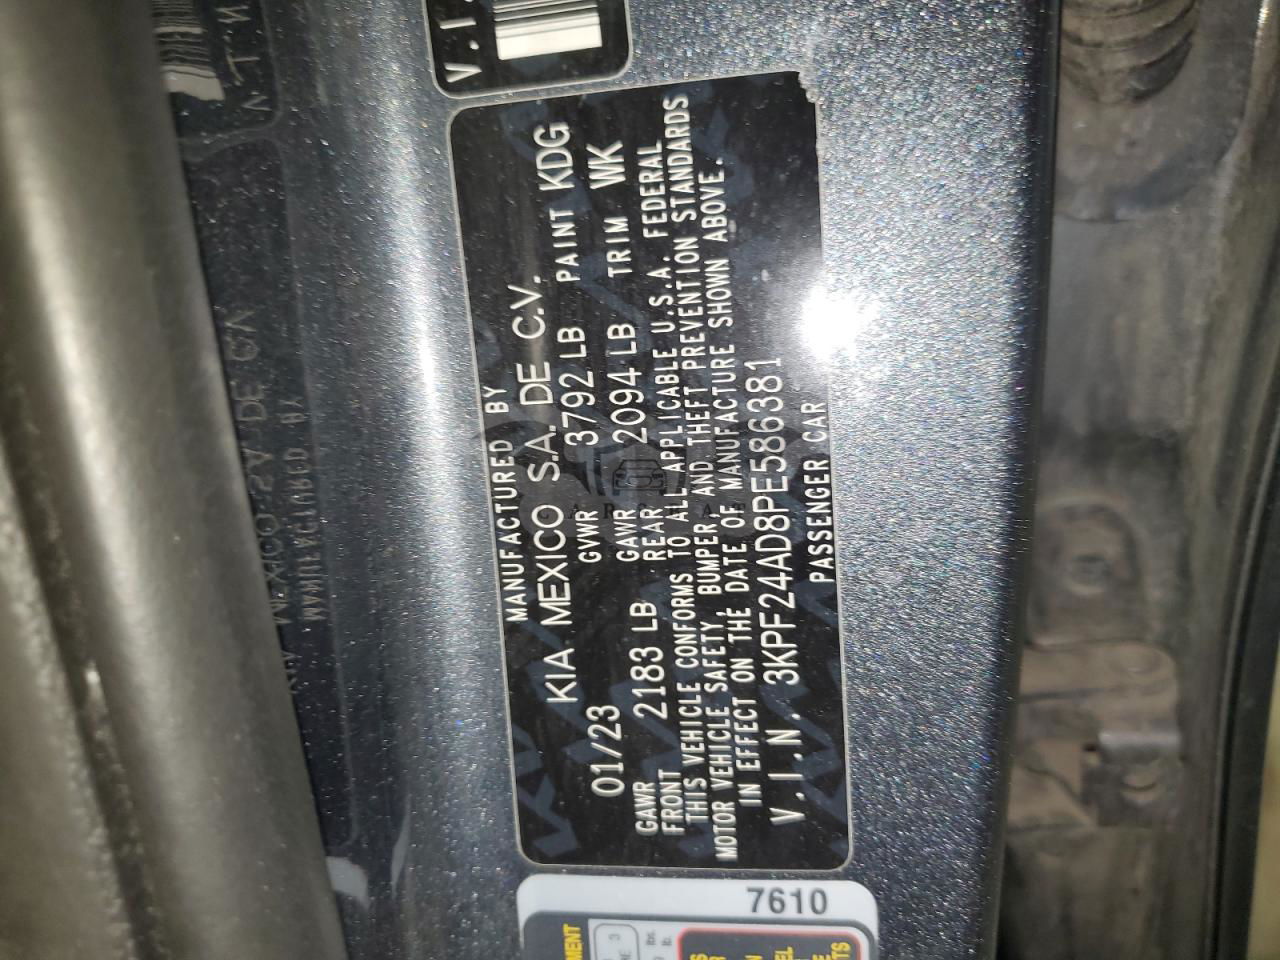 V.I.
MANUFACTURED BY
KIA MEXICO S.A. DE C.V.
01/23 GVWR 3792 LB PAINT KDG
GAWR FRONT 2183 LB GAWR REAR 2094 LB TRIM WK
THIS VEHICLE CONFORMS TO ALL APPLICABLE U.S.A. FEDERAL
MOTOR VEHICLE SAFETY, BUMPER, AND THEFT PREVENTION STANDARDS
IN EFFECT ON THE DATE OF MANUFACTURE SHOWN ABOVE.
V.I.N. 3KPF24AD8PE586381
PASSENGER CAR
7610